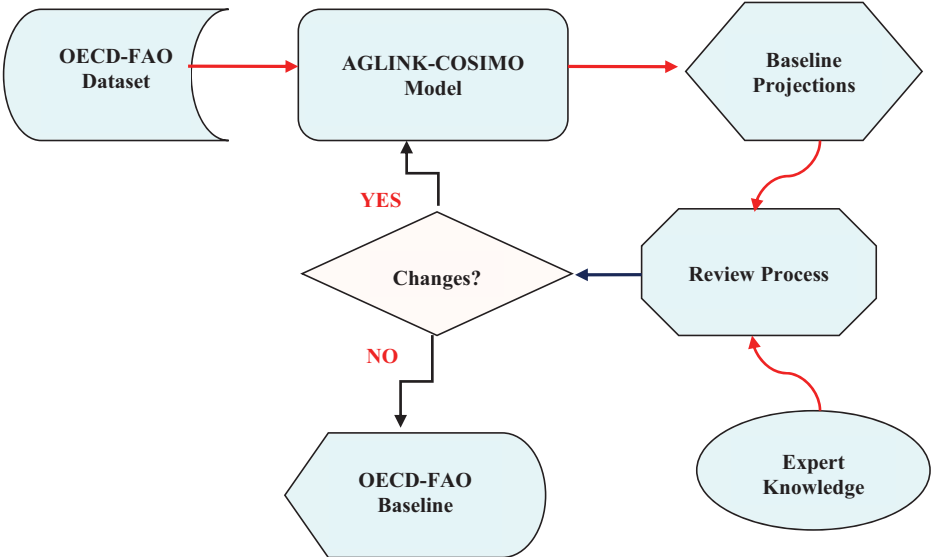 OECD-FAO
Dataset
AGLINK-COSIMO
Model
Baseline
Projections
YES
Changes?
Review Process
NO
OECD-FAO
Baseline
Expert
Knowledge